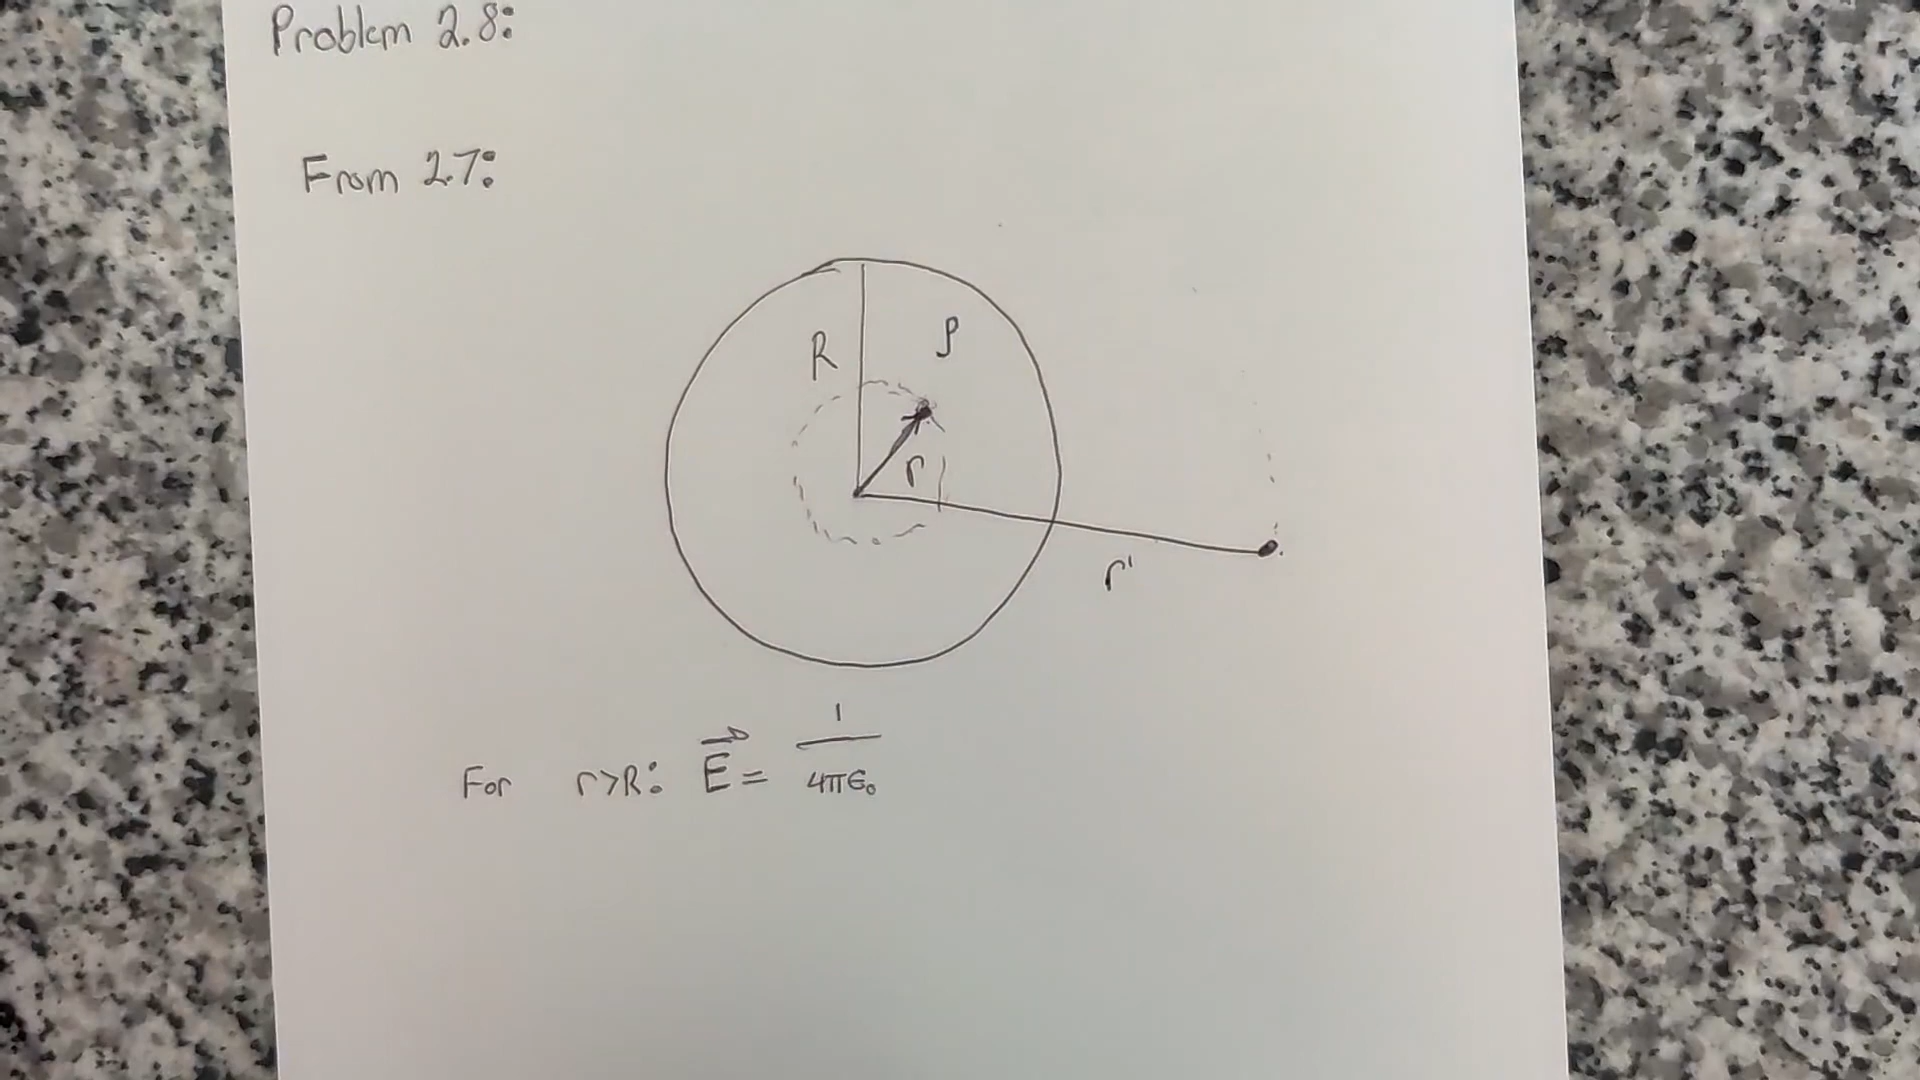 Problem 2.8:
From 2.7:
R
ρ
r
r'
For r>R: E⃗ = 1/4πϵ₀